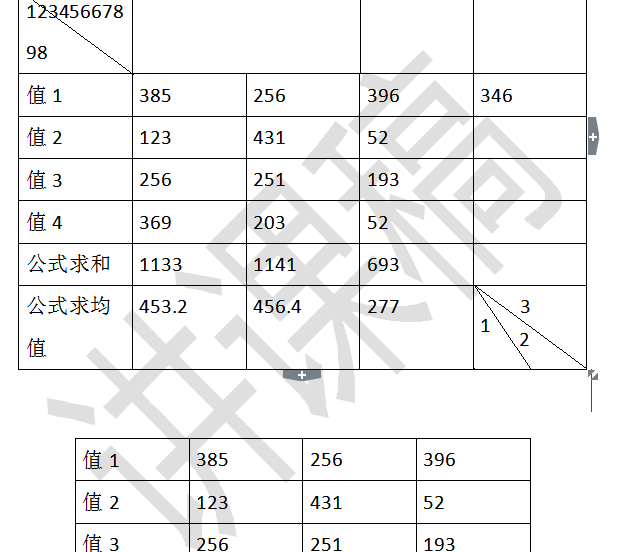 123456678
98
值 1 385 256 396 346
值 2 123 431 52
值 3 256 251 193
值 4 369 203 52
公式求和 1133 1141 693
公式求均 453.2 456.4 277
值
3
1
2
讲课稿
值 1 385 256 396
值 2 123 431 52
值 3 256 251 193